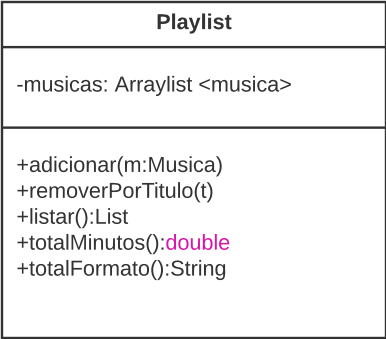 Playlist
-musicas: Arraylist <musica>
+adicionar(m:Musica)
+removerPorTitulo(t)
+listar():List
+totalMinutos():double
+totalFormato():String